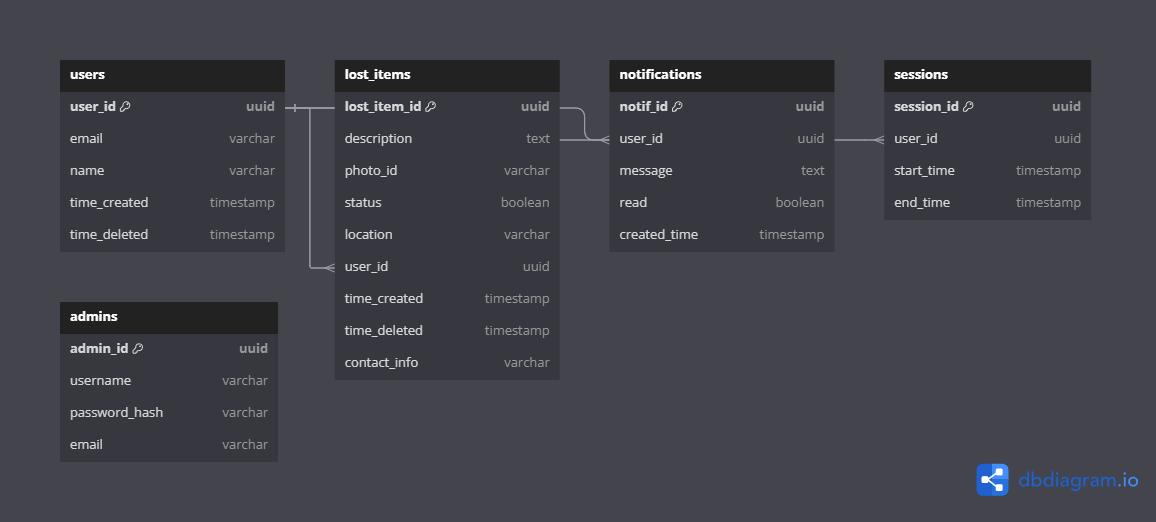 users
user_id uuid
email varchar
name varchar
time_created timestamp
time_deleted timestamp
lost_items
lost_item_id uuid
description text
photo_id varchar
status boolean
location varchar
user_id uuid
time_created timestamp
time_deleted timestamp
contact_info varchar
notifications
notif_id uuid
user_id uuid
message text
read boolean
created_time timestamp
sessions
session_id uuid
user_id uuid
start_time timestamp
end_time timestamp
admins
admin_id uuid
username varchar
password_hash varchar
email varchar
dbdiagram.io